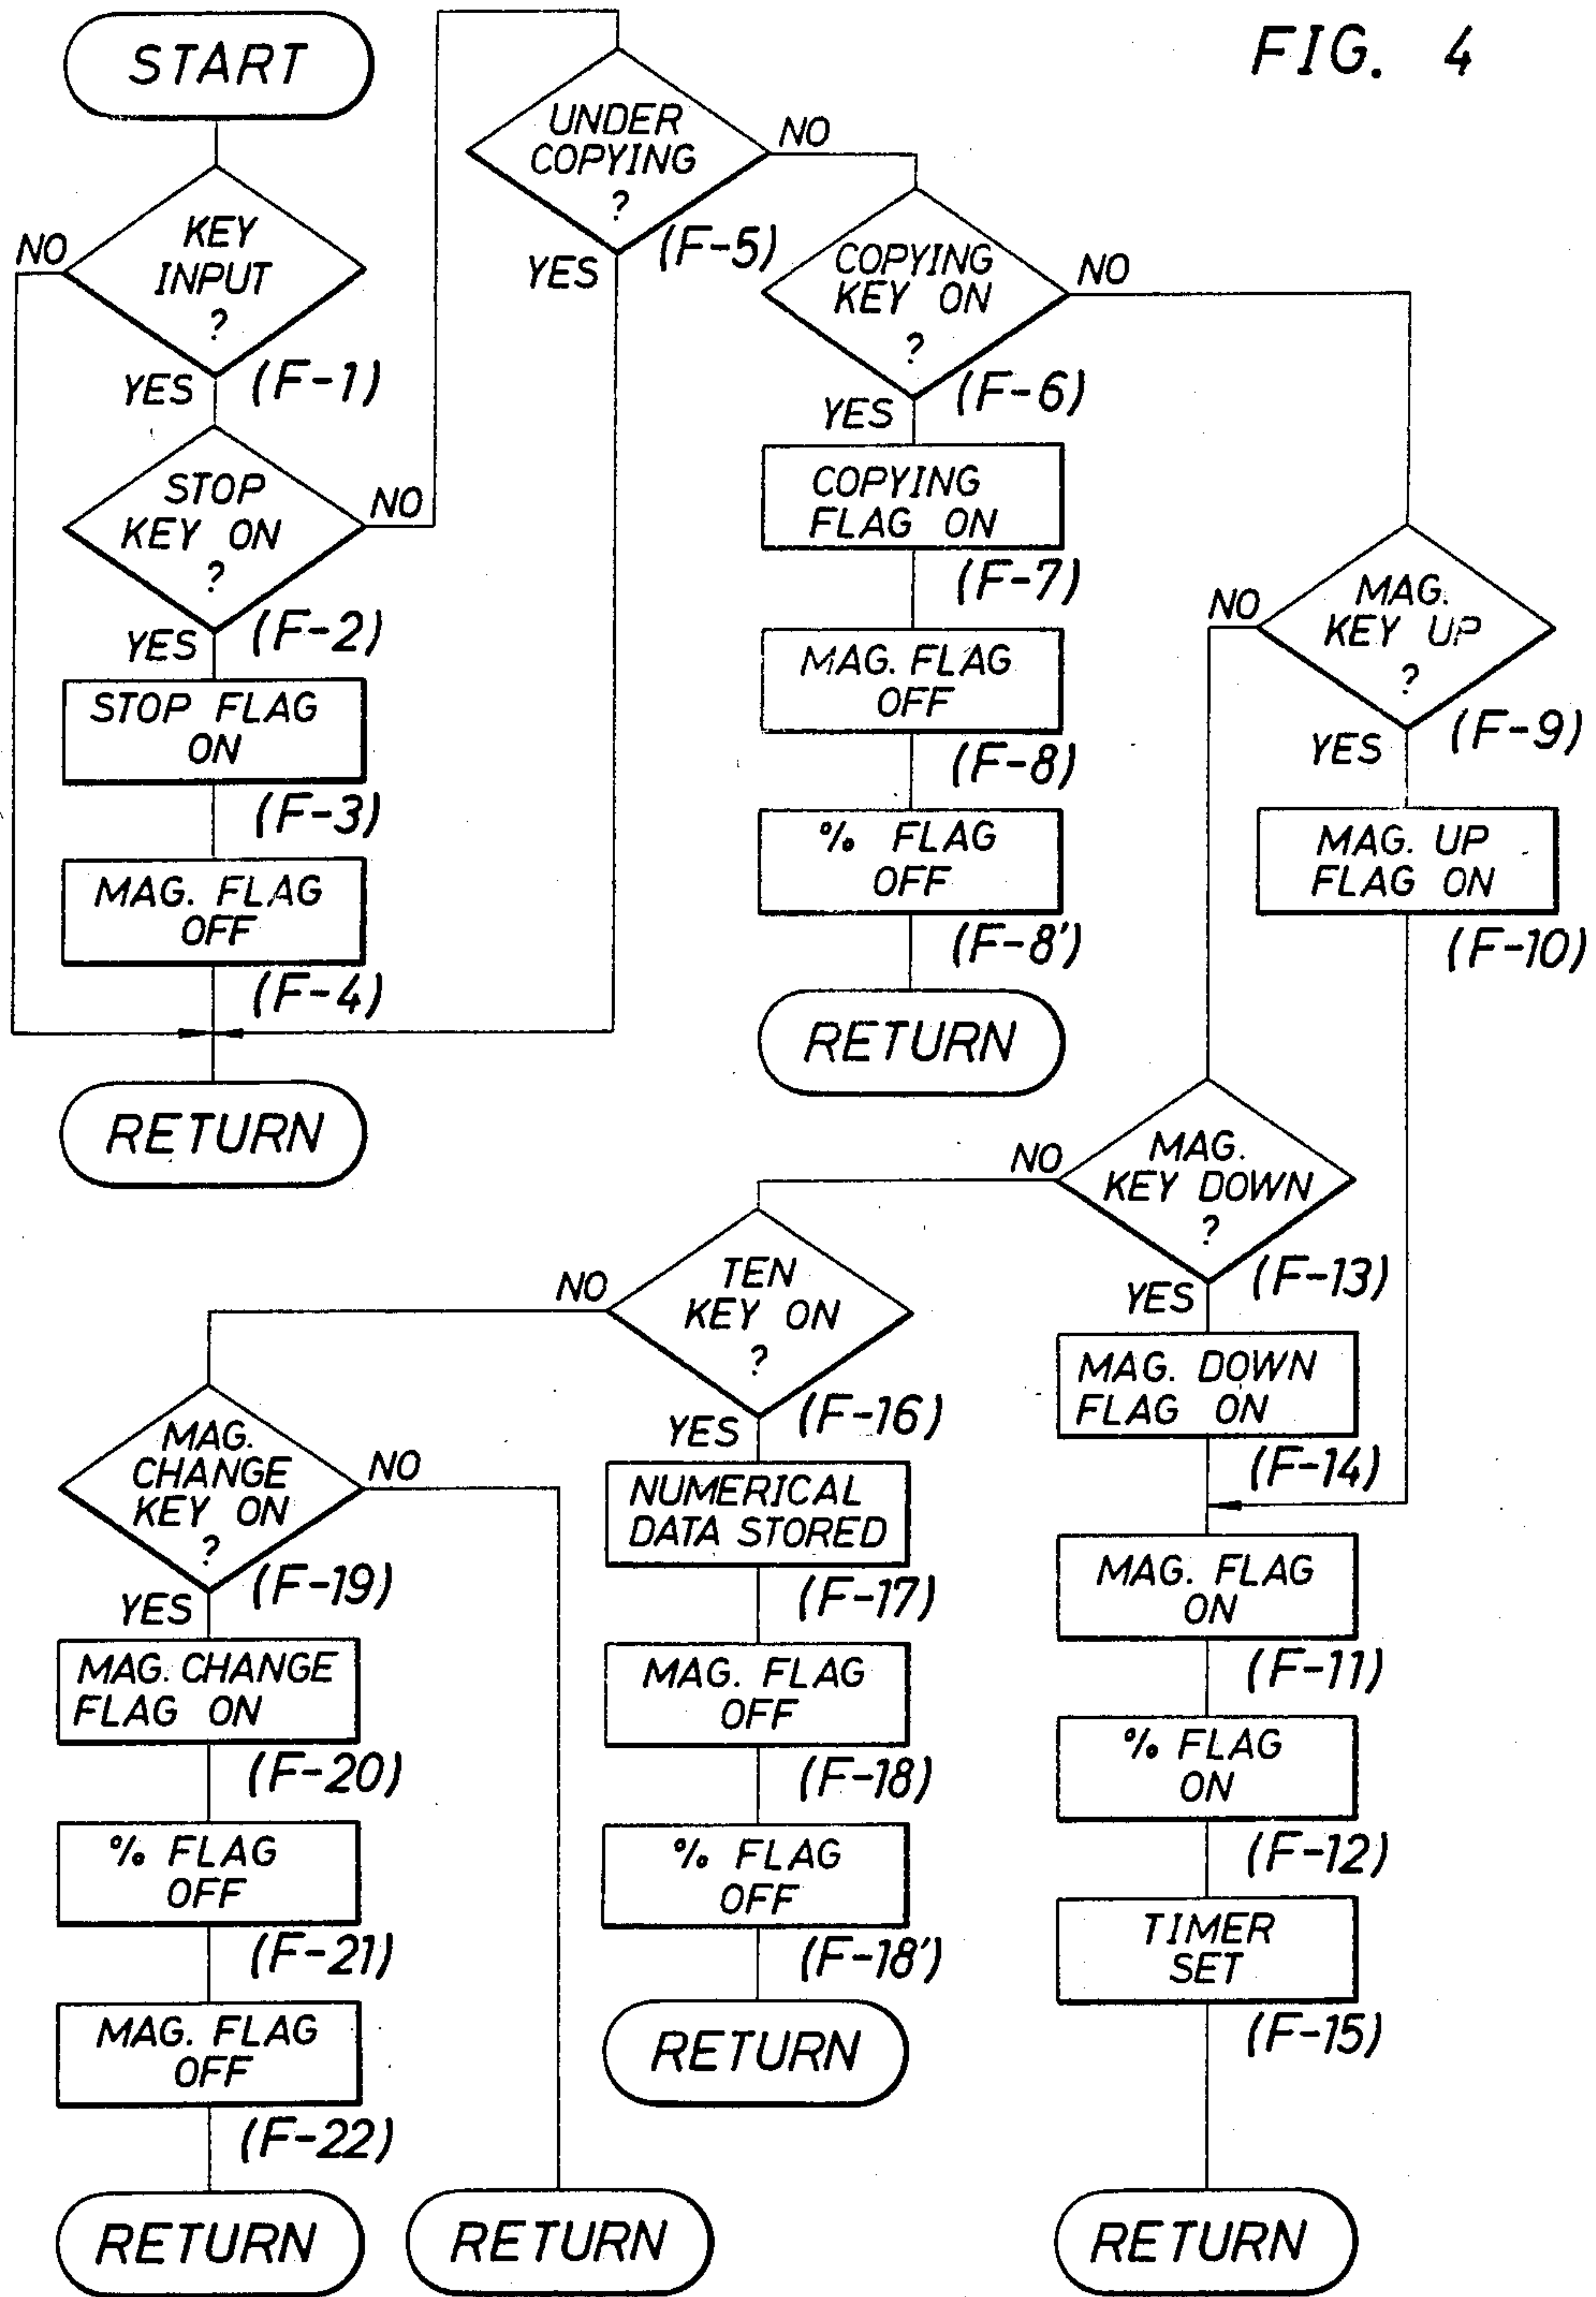 FIG. 4
START
KEY
INPUT
?
NO
YES
(F-1)
STOP
KEY ON
?
NO
YES
(F-2)
STOP FLAG
ON
(F-3)
MAG. FLAG
OFF
(F-4)
RETURN
UNDER
COPYING
?
NO
YES
(F-5)
COPYING
KEY ON
?
NO
YES
(F-6)
COPYING
FLAG ON
(F-7)
MAG. FLAG
OFF
(F-8)
% FLAG
OFF
(F-8')
RETURN
MAG.
KEY UP
?
NO
YES
(F-9)
MAG. UP
FLAG ON
(F-10)
MAG.
KEY DOWN
?
NO
YES
(F-13)
MAG. DOWN
FLAG ON
(F-14)
MAG. FLAG
ON
(F-11)
% FLAG
ON
(F-12)
TIMER
SET
(F-15)
RETURN
TEN
KEY ON
?
NO
YES
(F-16)
NUMERICAL
DATA STORED
(F-17)
MAG. FLAG
OFF
(F-18)
% FLAG
OFF
(F-18')
RETURN
MAG.
CHANGE
KEY ON
?
NO
YES
(F-19)
MAG. CHANGE
FLAG ON
(F-20)
% FLAG
OFF
(F-21)
MAG. FLAG
OFF
(F-22)
RETURN
RETURN